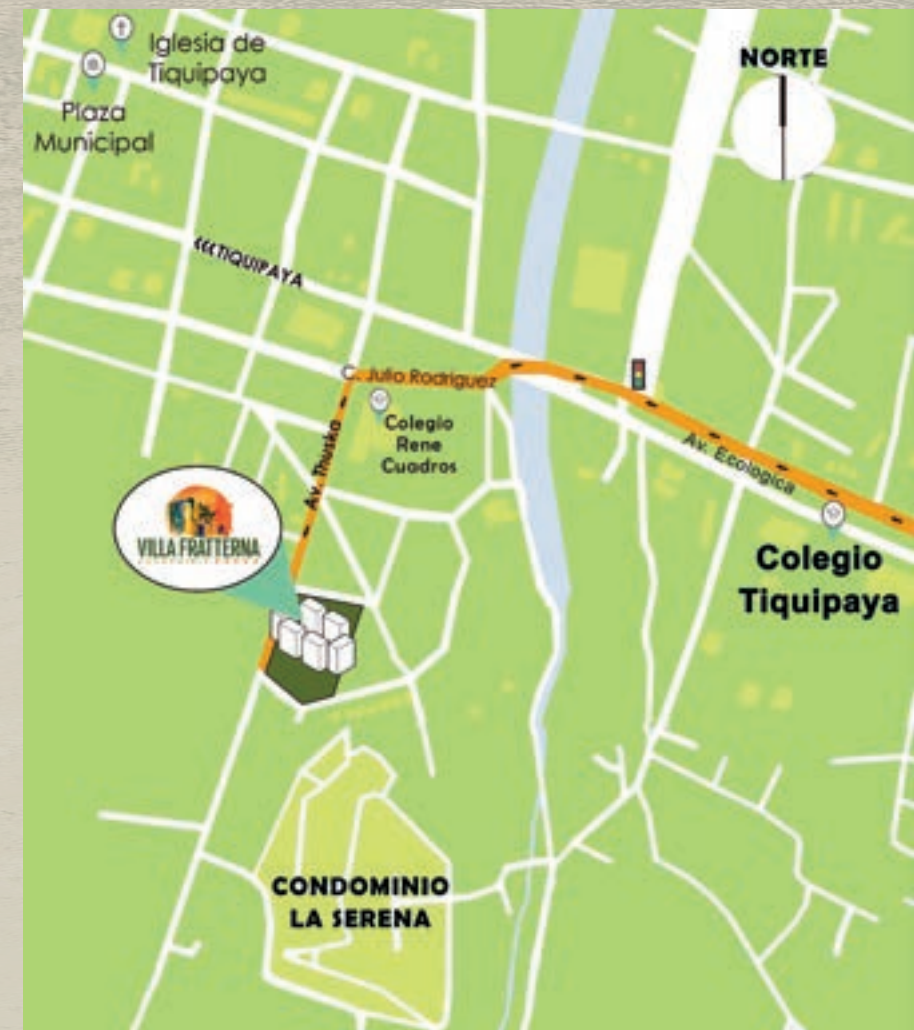 Iglesia de
Tiquipaya
Plaza
Municipal
NORTE
<<<TIQUIPAYA
C. Julio Rodriguez
Colegio
Rene
Cuadros
Av. Thusko
Av. Ecologica
VILLA FRATTERNA
Colegio
Tiquipaya
CONDOMINIO
LA SERENA